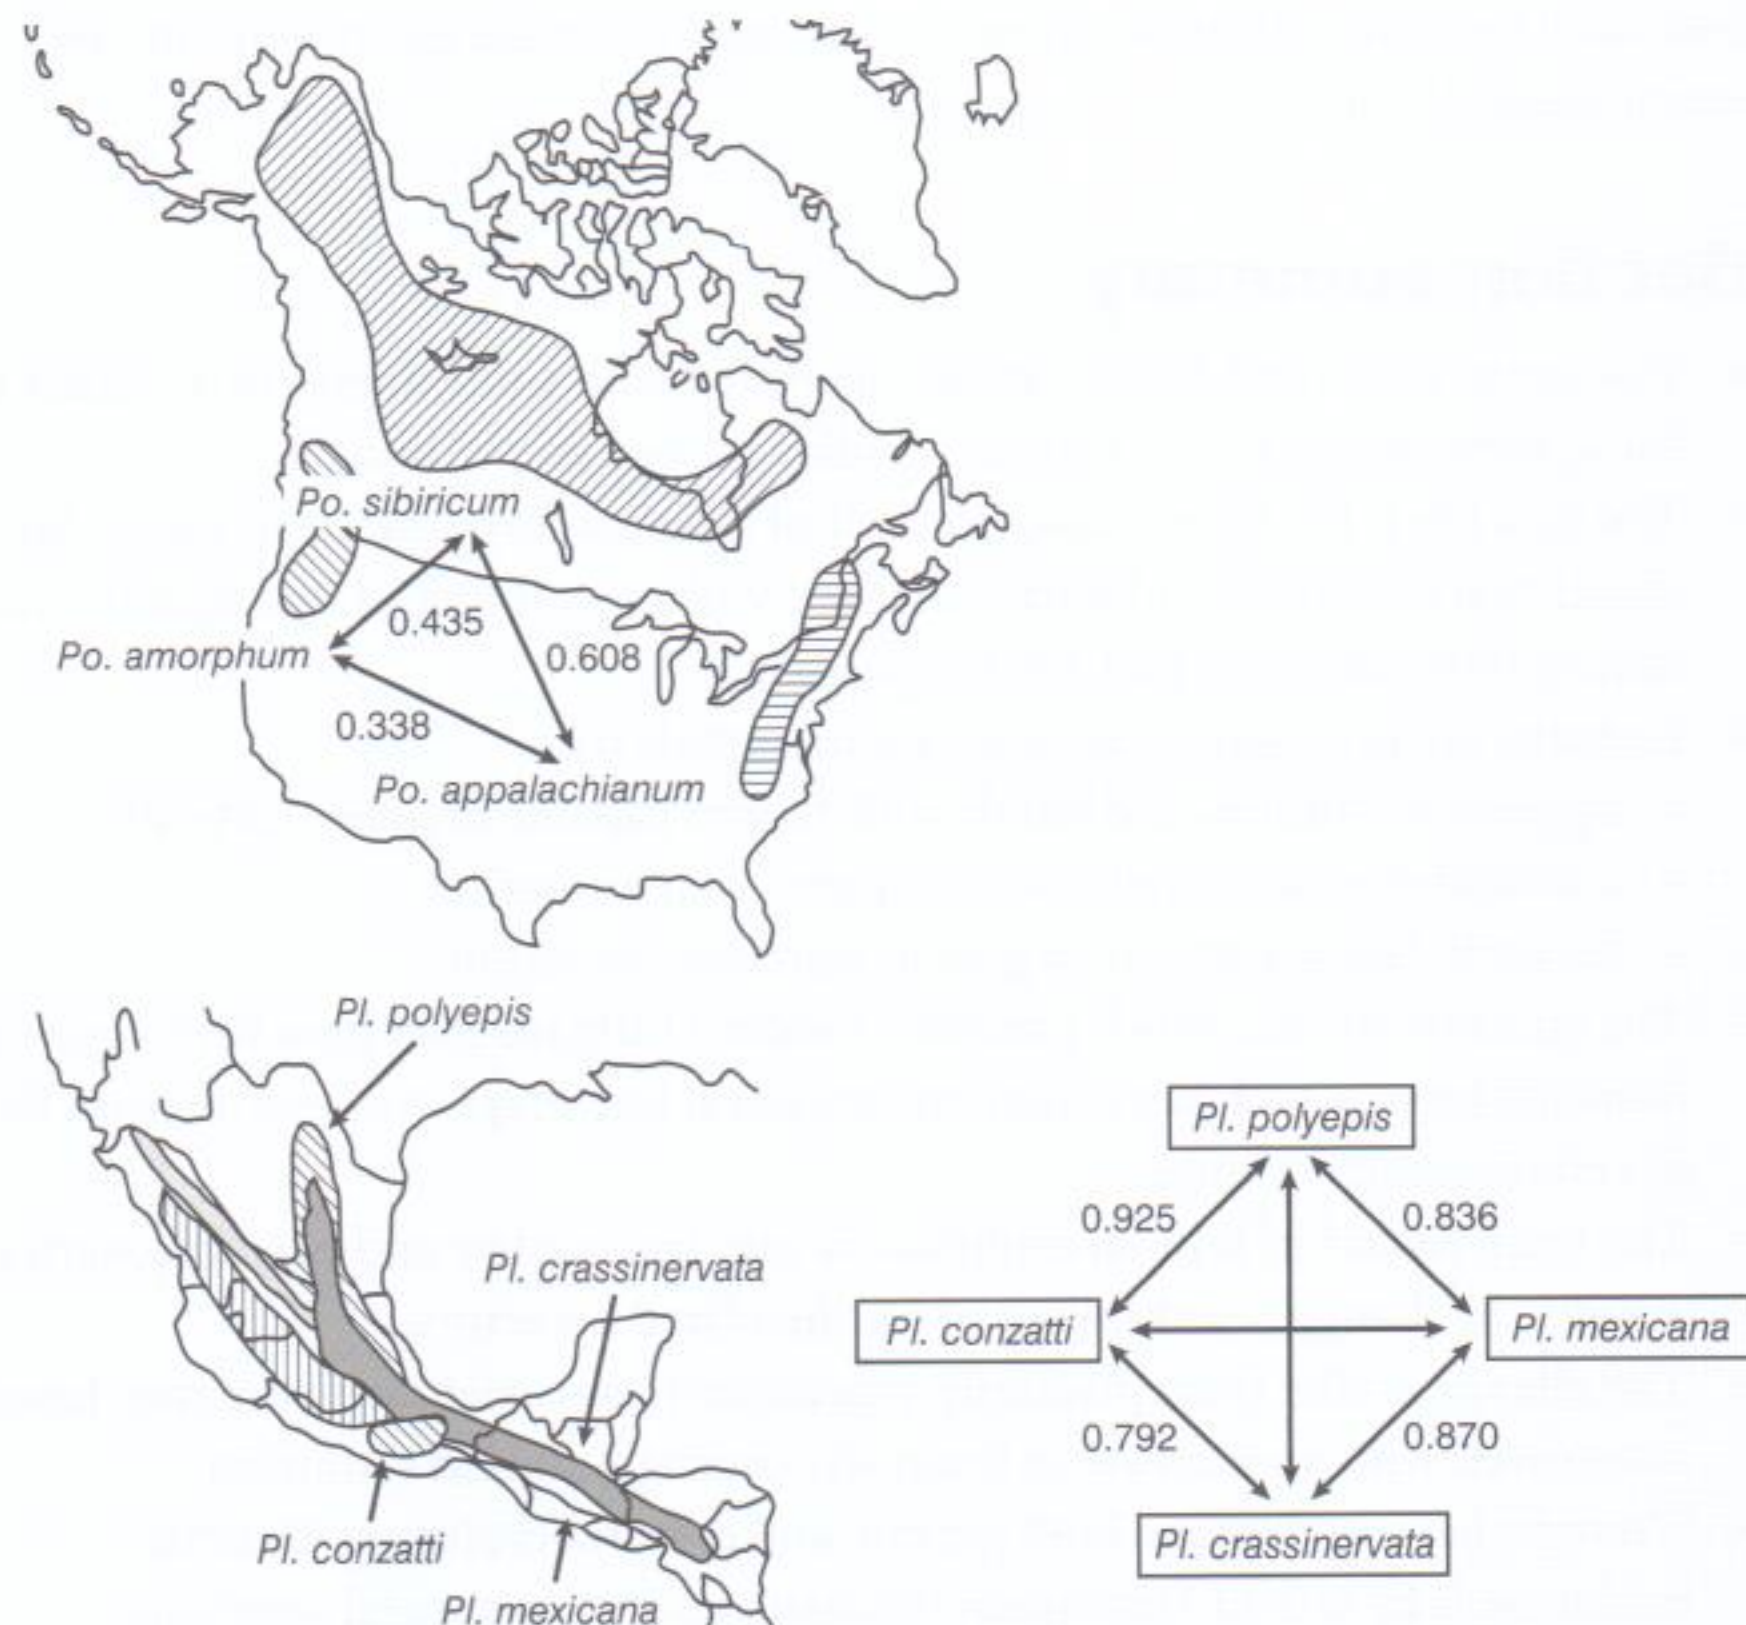 Po. sibiricum
0.435
Po. amorphum
0.608
0.338
Po. appalachianum
Pl. polyepis
Pl. crassinervata
Pl. conzatti
Pl. mexicana
Pl. polyepis
0.925
0.836
Pl. conzatti
Pl. mexicana
0.792
0.870
Pl. crassinervata